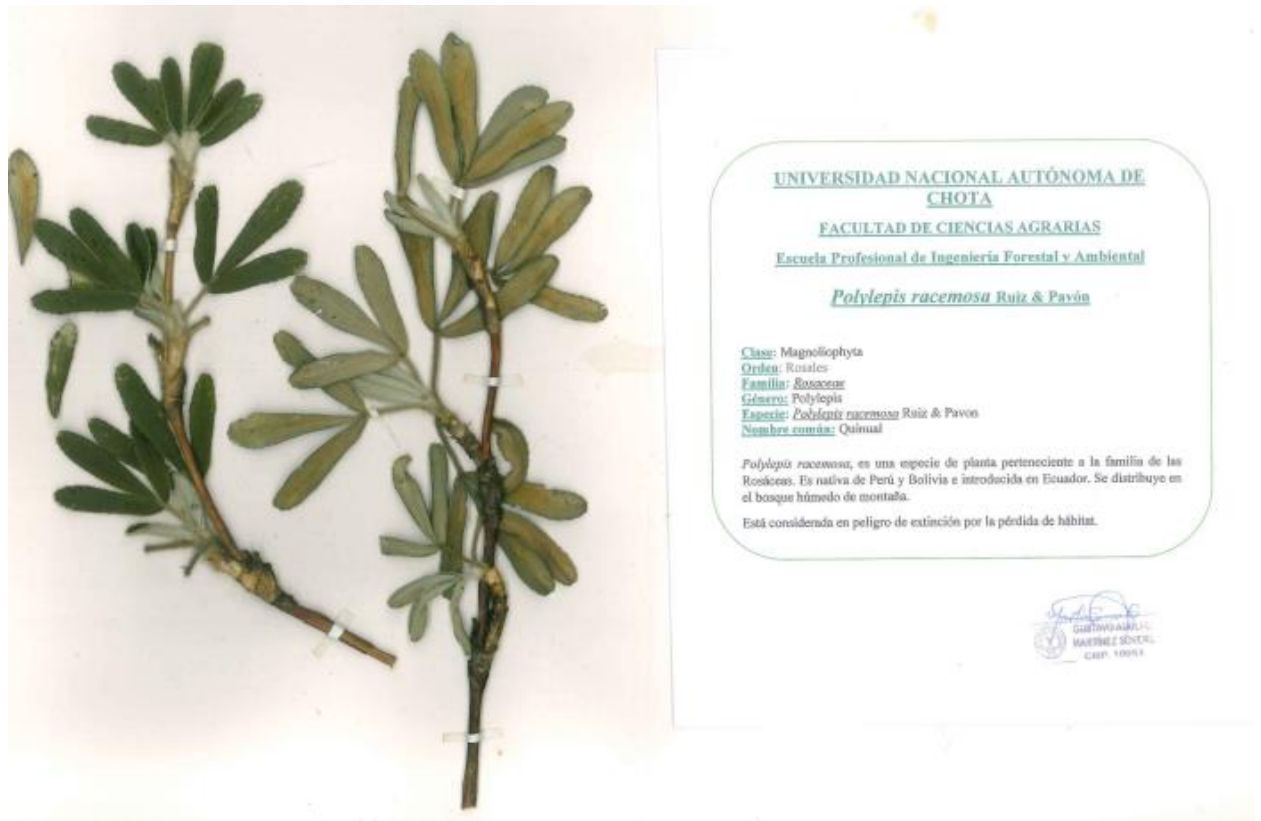 UNIVERSIDAD NACIONAL AUTÓNOMA DE
CHOTA
FACULTAD DE CIENCIAS AGRARIAS
Escuela Profesional de Ingeniería Forestal y Ambiental
Polylepis racemosa Ruiz & Pavón
Clase: Magnoliophyta
Orden: Rosales
Familia: Rosaceae
Género: Polylepis
Especie: Polylepis racemosa Ruiz & Pavon
Nombre común: Quinual
Polylepis racemosa, es una especie de planta perteneciente a la familia de las
Rosáceas. Es nativa de Perú y Bolivia e introducida en Ecuador. Se distribuye en
el bosque húmedo de montaña.
Está considerada en peligro de extinción por la pérdida de hábitat.
GUSTAVO
MARTINEZ